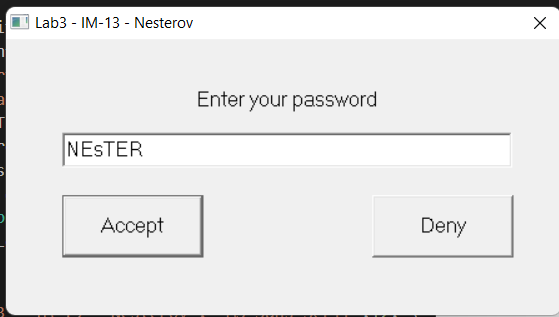 Lab3 - IM-13 - Nesterov
Enter your password
NEsTER
Accept
Deny